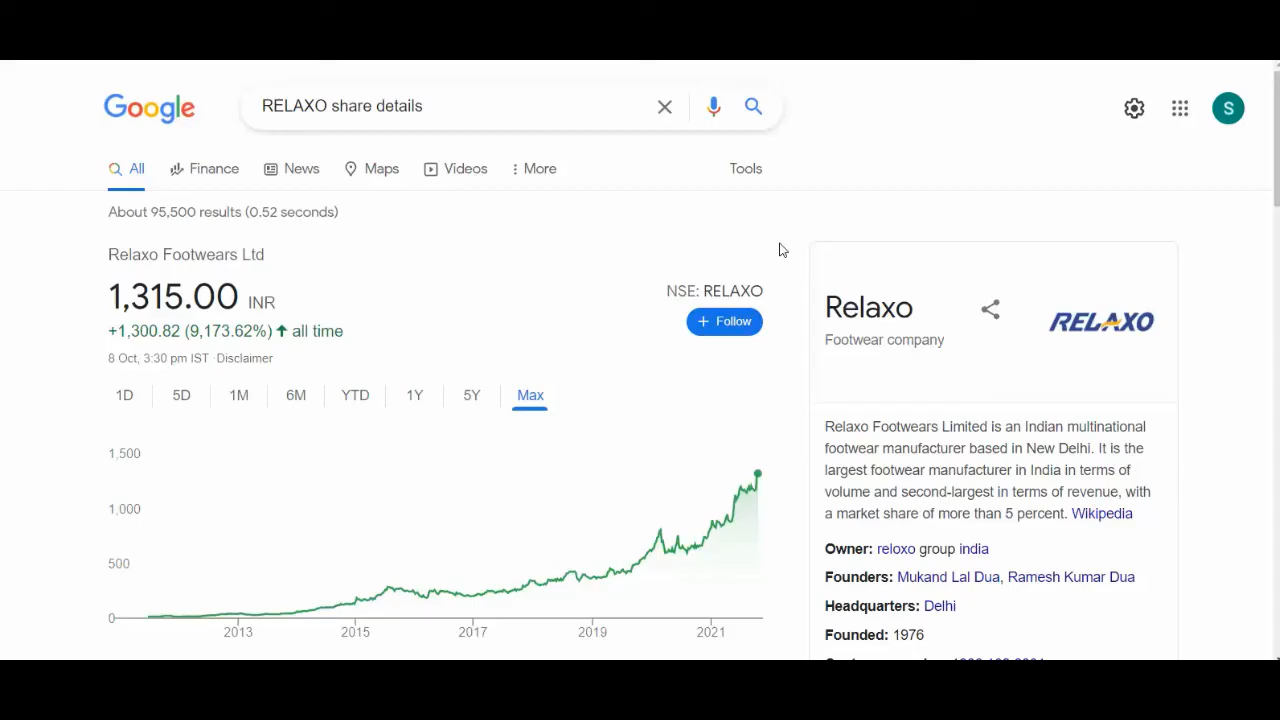 Google
RELAXO share details
S
All
Finance
News
Maps
Videos
More
Tools
About 95,500 results (0.52 seconds)
Relaxo Footwears Ltd
1,315.00 INR
NSE: RELAXO
+ Follow
+1,300.82 (9,173.62%) all time
8 Oct, 3:30 pm IST · Disclaimer
1D
5D
1M
6M
YTD
1Y
5Y
Max
1,500
1,000
500
0
2013
2015
2017
2019
2021
Relaxo
RELAXO
Footwear company
Relaxo Footwears Limited is an Indian multinational
footwear manufacturer based in New Delhi. It is the
largest footwear manufacturer in India in terms of
volume and second-largest in terms of revenue, with
a market share of more than 5 percent. Wikipedia
Owner: reloxo group india
Founders: Mukand Lal Dua, Ramesh Kumar Dua
Headquarters: Delhi
Founded: 1976